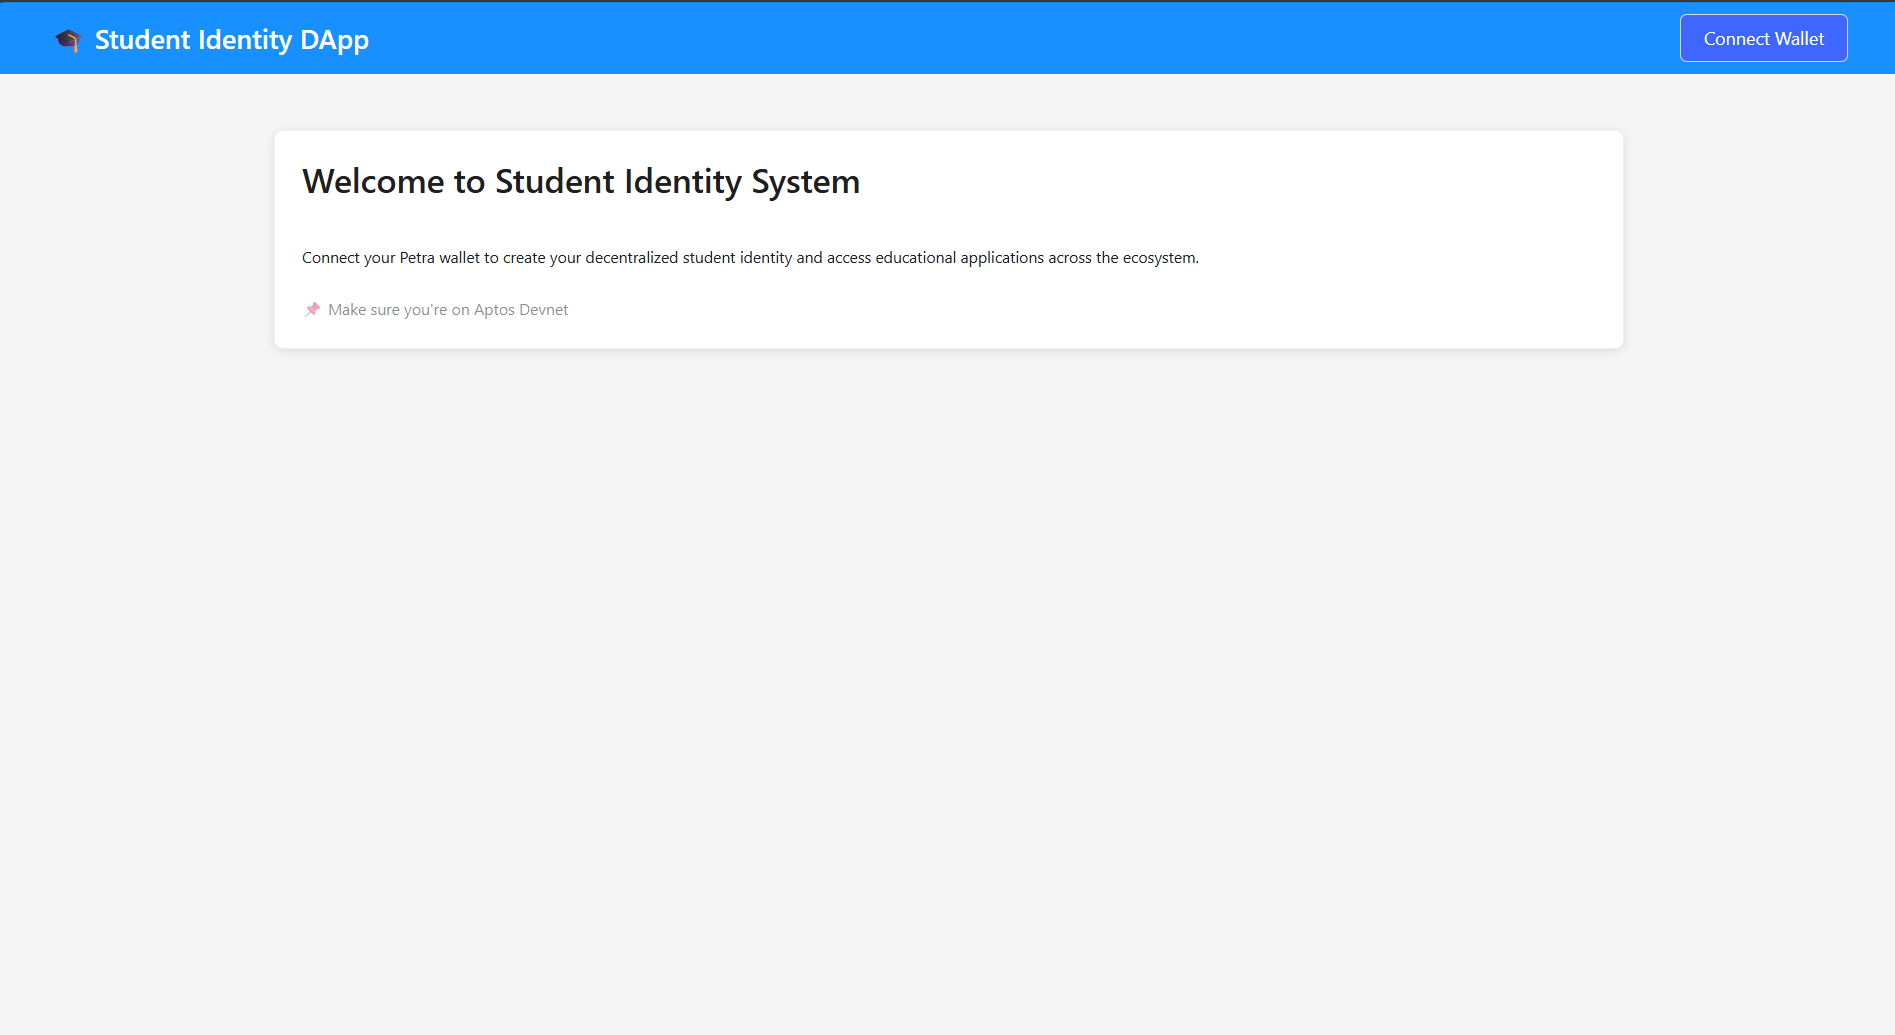 🎓 Student Identity DApp
Connect Wallet
Welcome to Student Identity System
Connect your Petra wallet to create your decentralized student identity and access educational applications across the ecosystem.
📌 Make sure you're on Aptos Devnet